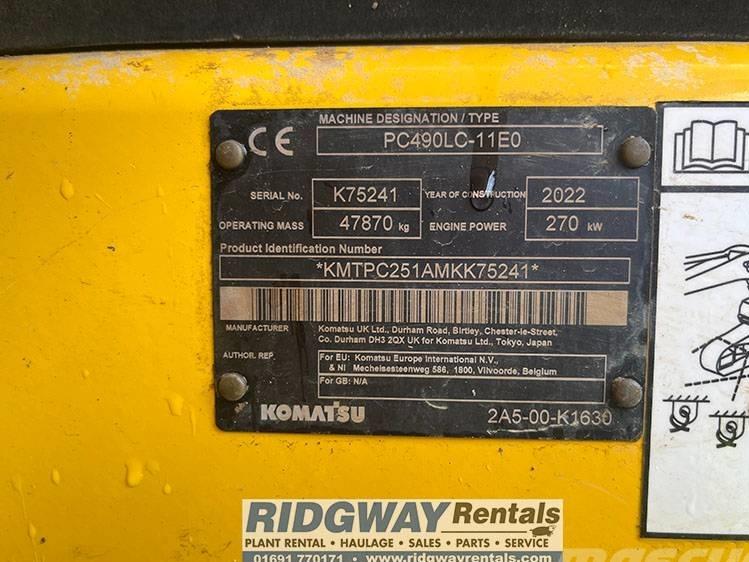 CE
MACHINE DESIGNATION / TYPE
PC490LC-11E0
SERIAL No. K75241 YEAR OF CONSTRUCTION 2022
OPERATING MASS 47870 kg ENGINE POWER 270 kW
Product Identification Number
*KMTPC251AMKK75241*
MANUFACTURER Komatsu UK Ltd., Durham Road, Birtley, Chester-le-Street,
Co. Durham DH3 2QX UK for Komatsu Ltd., Tokyo, Japan
AUTHOR. REP. For EU: Komatsu Europe International N.V.,
& NI Mechelsesteenweg 586, 1800, Vilvoorde, Belgium
For GB: N/A
KOMATSU 2A5-00-K1630
RIDGWAY Rentals
PLANT RENTAL • HAULAGE • SALES • PARTS • SERVICE
01691 770171 • www.ridgwayrentals.com